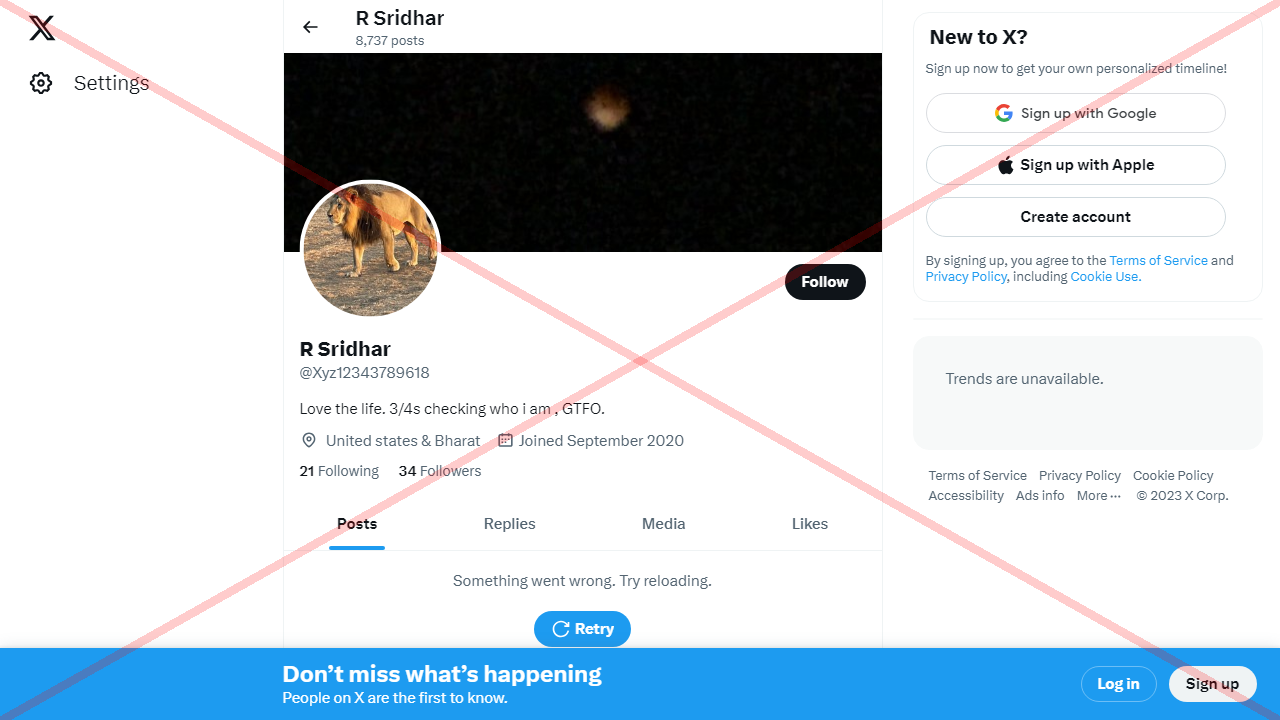 Settings
R Sridhar
8,737 posts
Follow
R Sridhar
@Xyz12343789618
Love the life. 3/4s checking who i am , GTFO.
United states & Bharat Joined September 2020
21 Following 34 Followers
Posts Replies Media Likes
Something went wrong. Try reloading.
Retry
New to X?
Sign up now to get your own personalized timeline!
Sign up with Google
Sign up with Apple
Create account
By signing up, you agree to the Terms of Service and
Privacy Policy, including Cookie Use.
Trends are unavailable.
Terms of Service Privacy Policy Cookie Policy
Accessibility Ads info More ··· © 2023 X Corp.
Don’t miss what’s happening
People on X are the first to know.
Log in Sign up